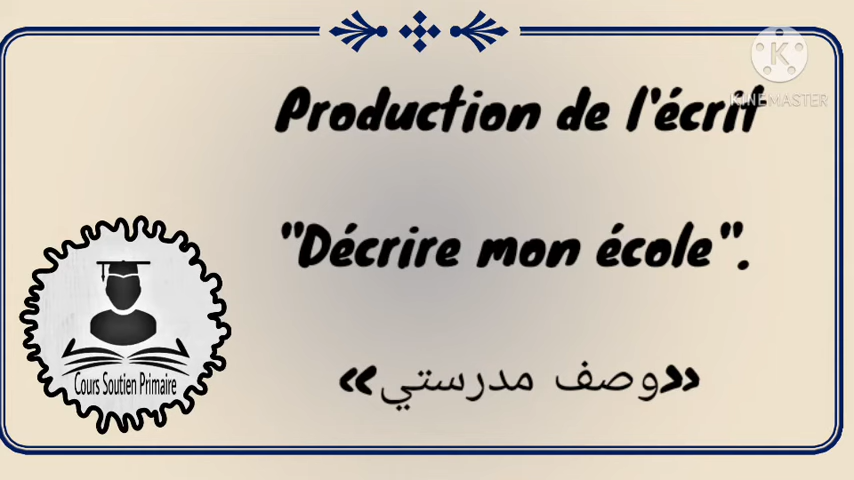 K
KINEMASTER
Production de l'écrit
"Décrire mon école".
«وصف مدرستي»
Cours Soutien Primaire